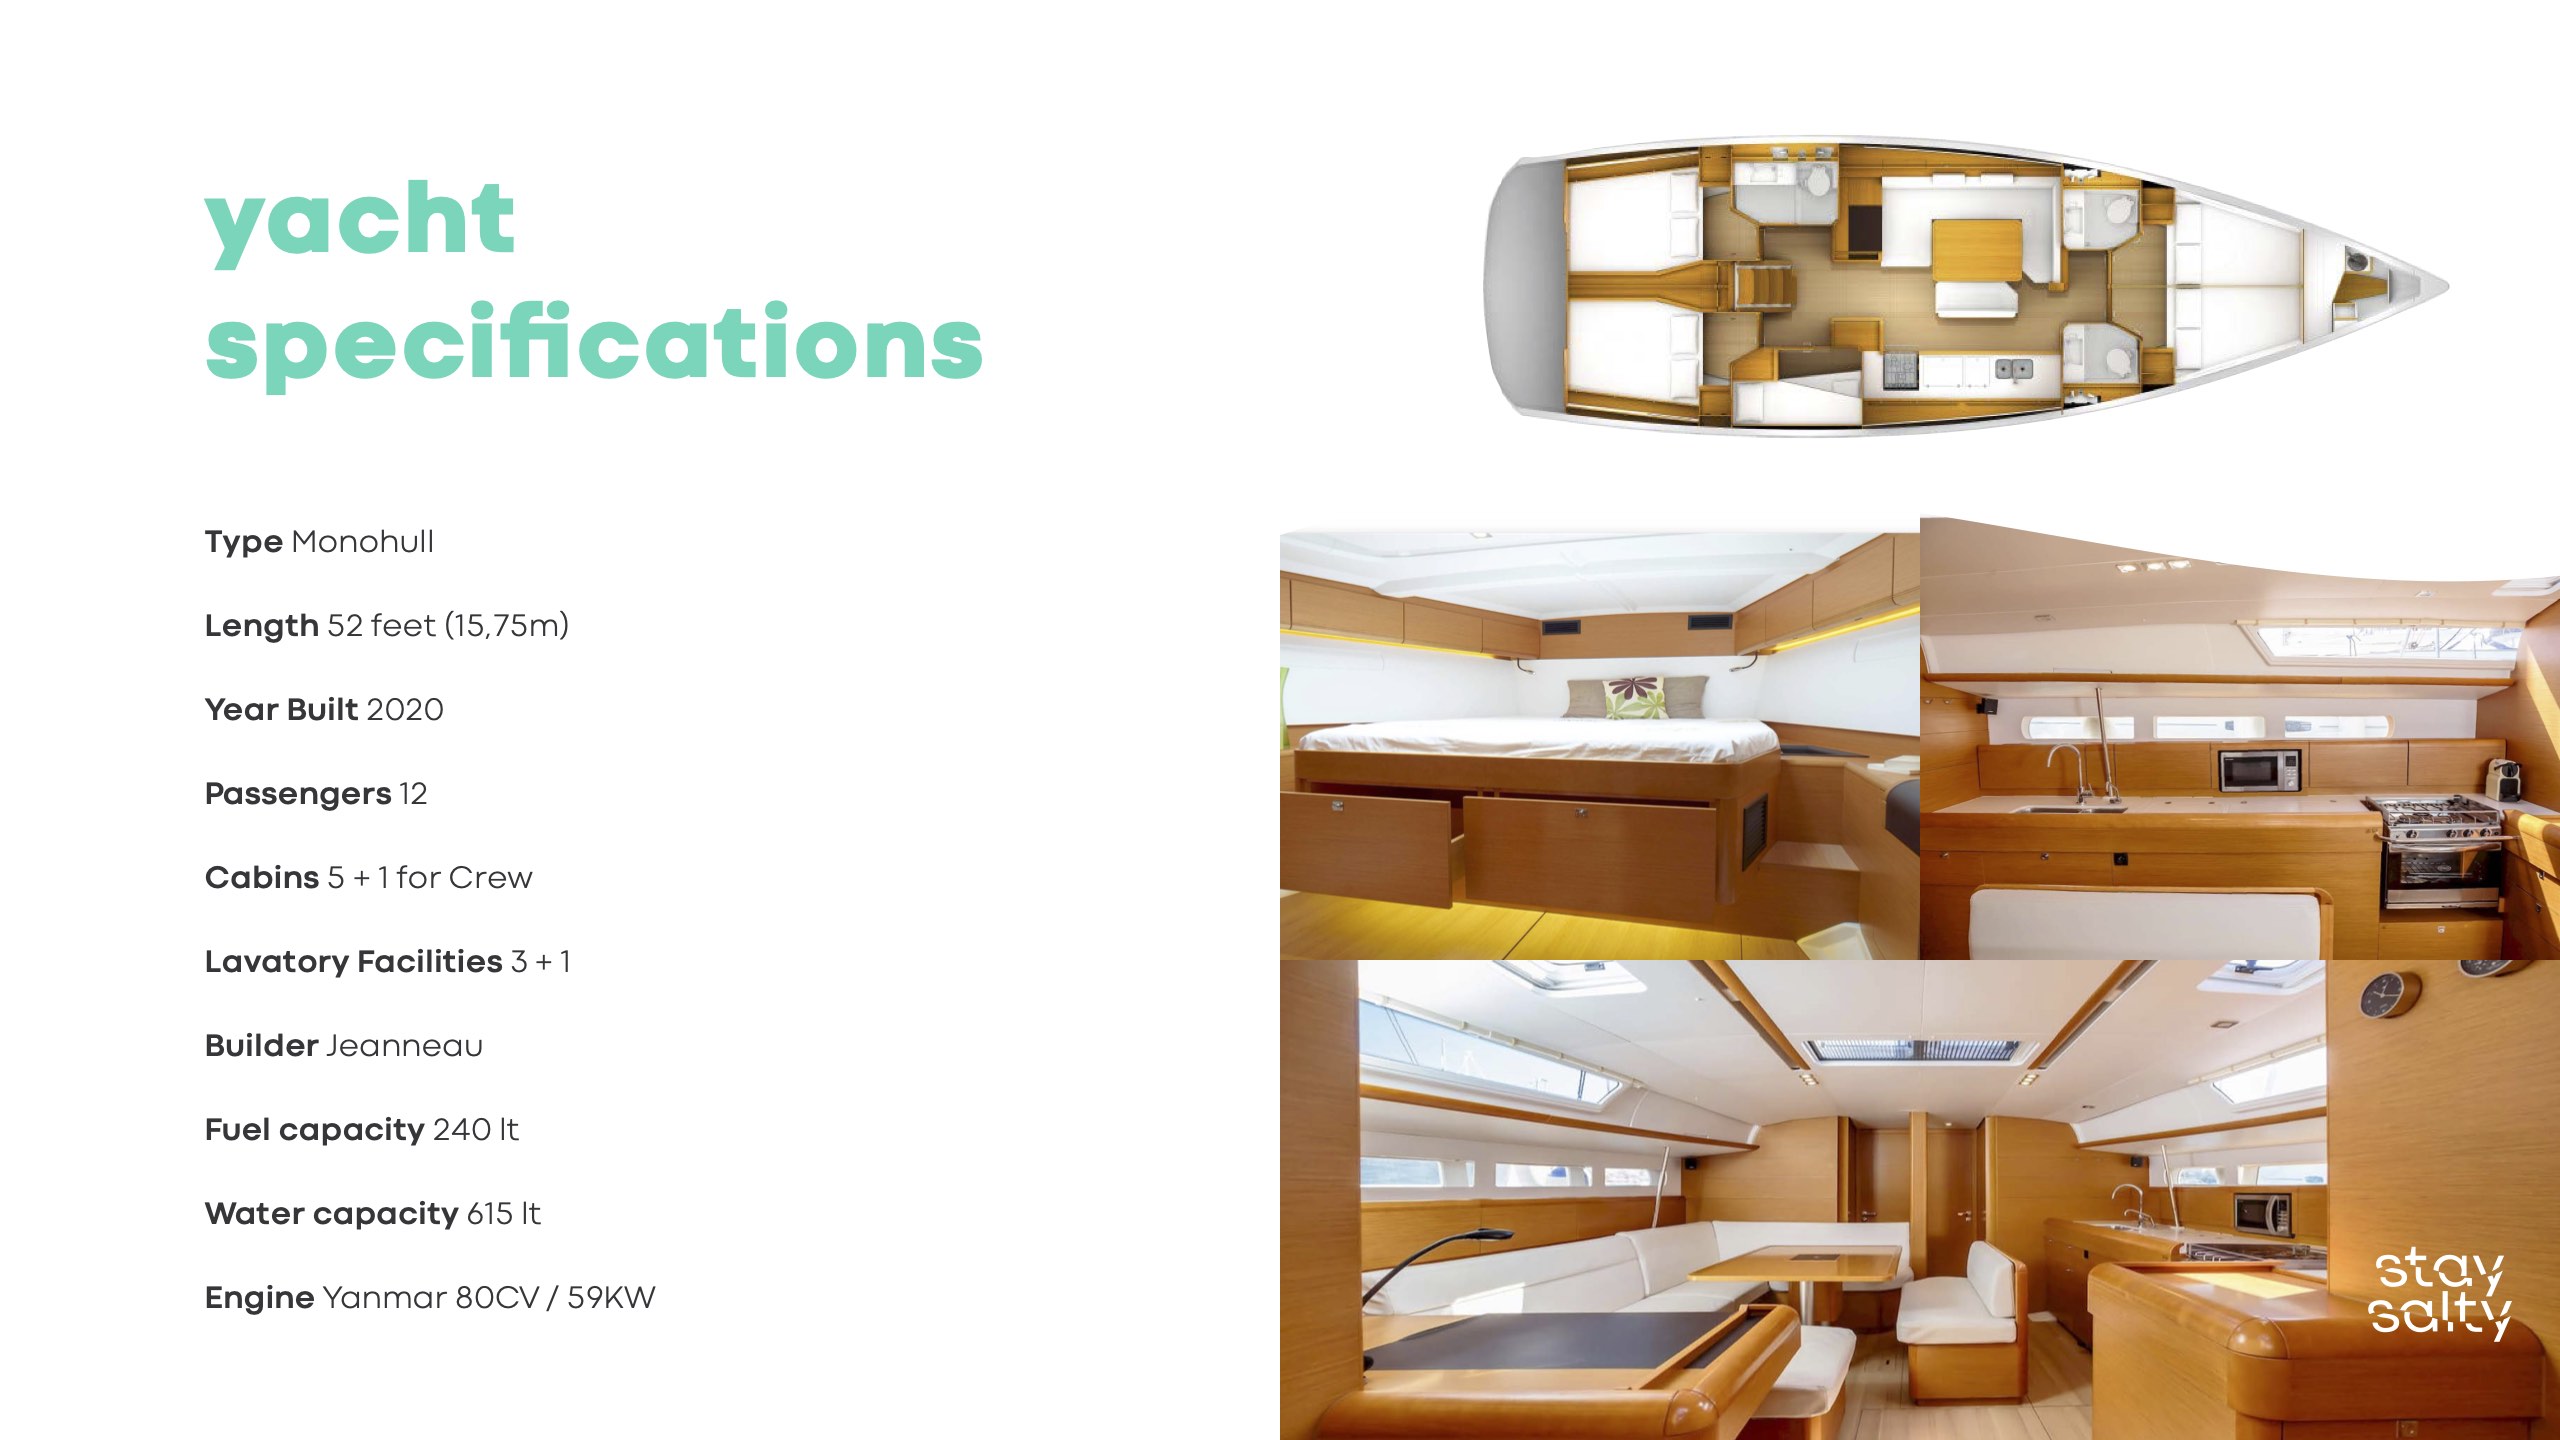 yacht
specifications
Type Monohull
Length 52 feet (15,75m)
Year Built 2020
Passengers 12
Cabins 5 + 1 for Crew
Lavatory Facilities 3 + 1
Builder Jeanneau
Fuel capacity 240 lt
Water capacity 615 lt
Engine Yanmar 80CV / 59KW
stay
salty